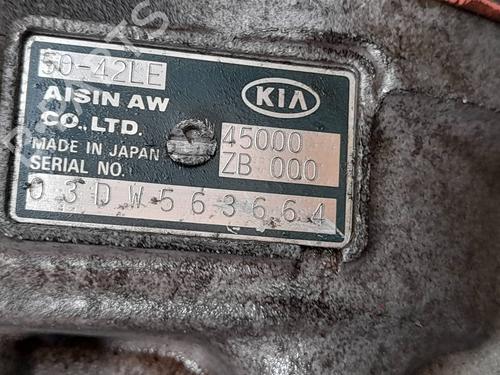 50-42LE
KIA
AISIN AW
CO.,LTD.
45000
MADE IN JAPAN
ZB 000
SERIAL NO.
03DW563664